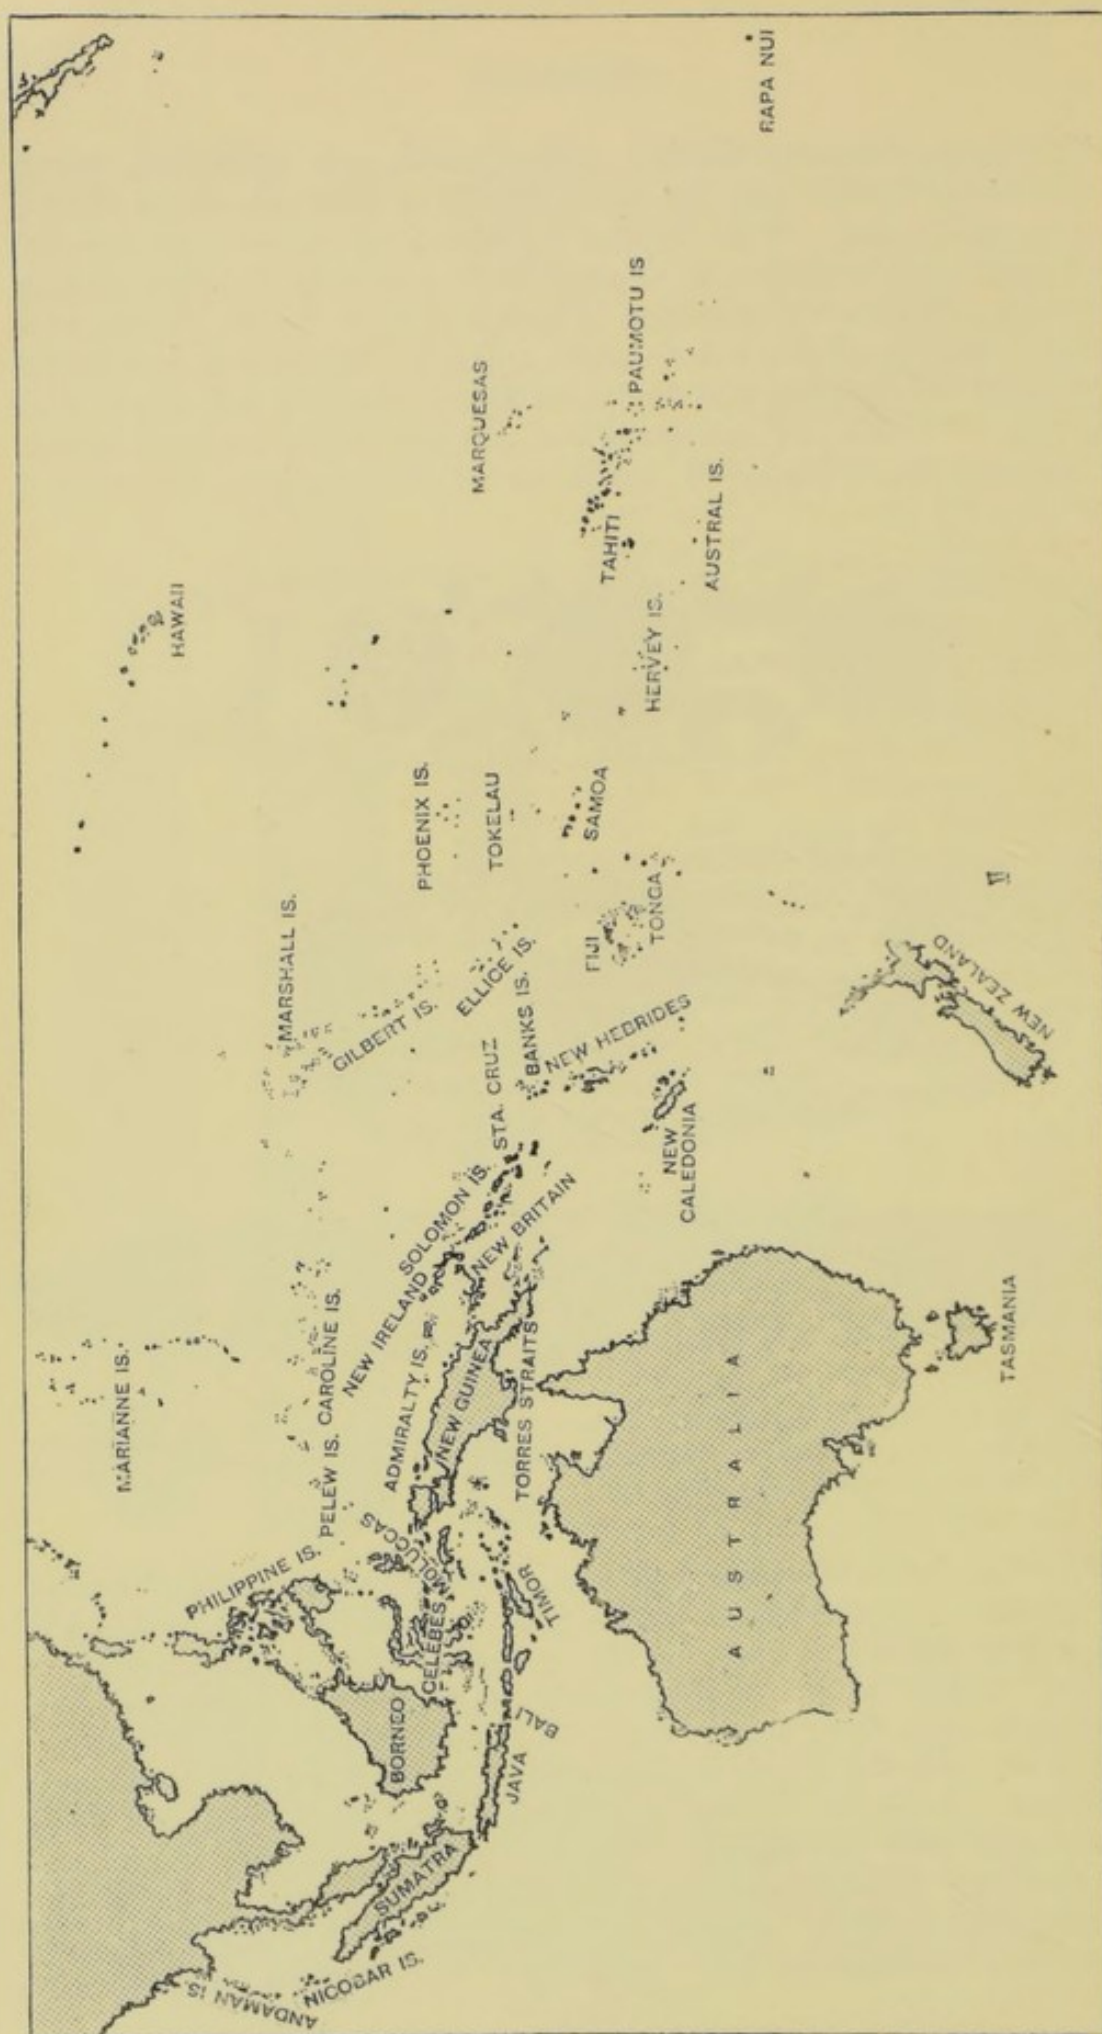 HAWAII
MARIANNE IS.
MARSHALL IS.
PHILIPPINE IS.
PELEW IS.
CAROLINE IS.
GILBERT IS.
PHOENIX IS.
MARQUESAS
ANDAMAN IS.
NICOBAR IS.
SUMATRA
BORNEO
CELEBES
MOLUCCAS
ADMIRALTY IS.
NEW IRELAND
NEW GUINEA
SOLOMON IS.
NEW BRITAIN
STA. CRUZ
ELLICE IS.
BANKS IS.
TOKELAU
JAVA
BALI
TIMOR
TORRES STRAITS
NEW HEBRIDES
FIJI
SAMOA
TONGA
TAHITI
PAUMOTU IS
HERVEY IS.
AUSTRAL IS.
RAPA NUI
NEW
CALEDONIA
AUSTRALIA
TASMANIA
NEW ZEALAND